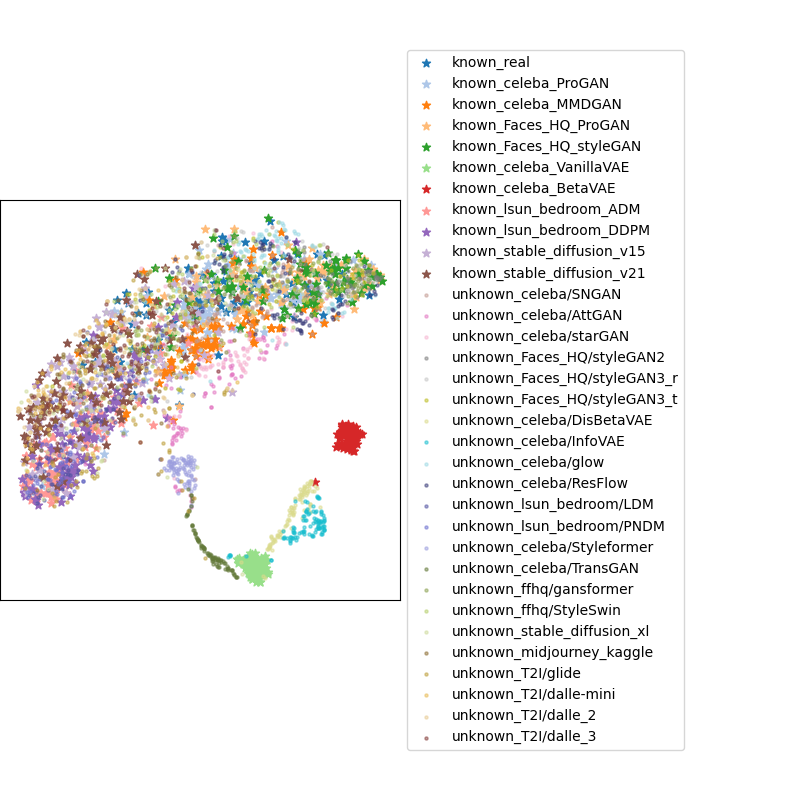 known_real
known_celeba_ProGAN
known_celeba_MMDGAN
known_Faces_HQ_ProGAN
known_Faces_HQ_styleGAN
known_celeba_VanillaVAE
known_celeba_BetaVAE
known_lsun_bedroom_ADM
known_lsun_bedroom_DDPM
known_stable_diffusion_v15
known_stable_diffusion_v21
unknown_celeba/SNGAN
unknown_celeba/AttGAN
unknown_celeba/starGAN
unknown_Faces_HQ/styleGAN2
unknown_Faces_HQ/styleGAN3_r
unknown_Faces_HQ/styleGAN3_t
unknown_celeba/DisBetaVAE
unknown_celeba/InfoVAE
unknown_celeba/glow
unknown_celeba/ResFlow
unknown_lsun_bedroom/LDM
unknown_lsun_bedroom/PNDM
unknown_celeba/Styleformer
unknown_celeba/TransGAN
unknown_ffhq/gansformer
unknown_ffhq/StyleSwin
unknown_stable_diffusion_xl
unknown_midjourney_kaggle
unknown_T2I/glide
unknown_T2I/dalle-mini
unknown_T2I/dalle_2
unknown_T2I/dalle_3